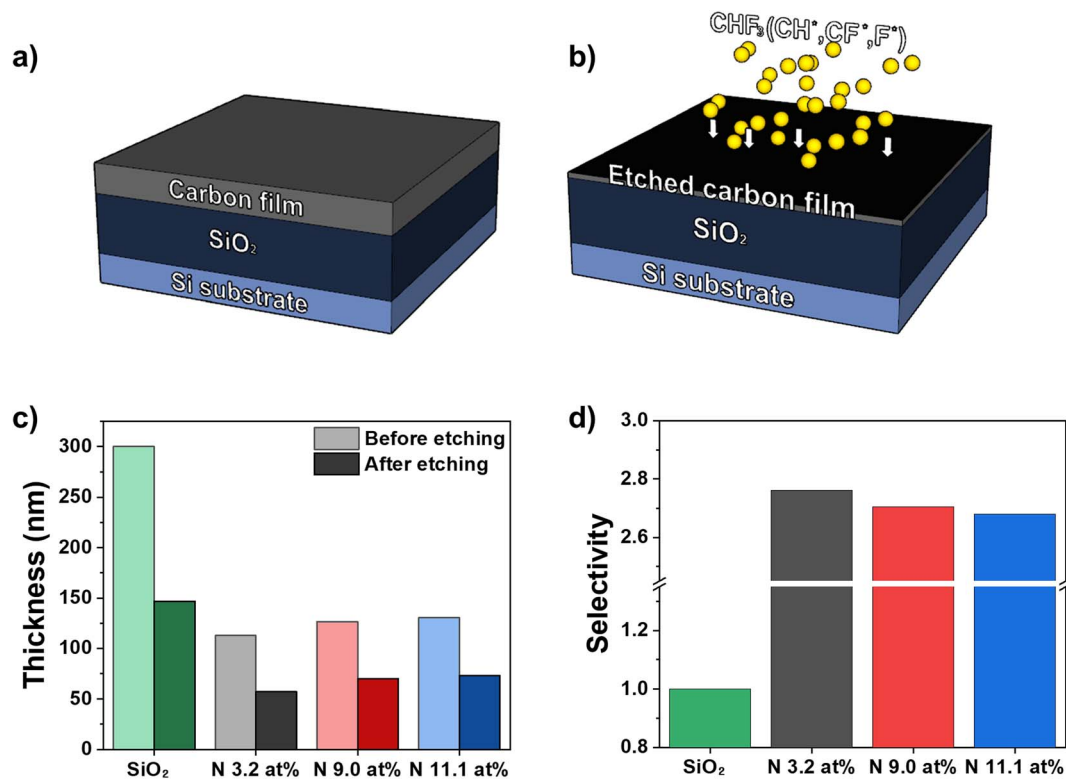 a)
Carbon film
SiO₂
Si substrate
b)
CHF₃(CH*,CF*,F*)
Etched carbon film
SiO₂
Si substrate
c)
Thickness (nm)
300
250
200
150
100
50
0
Before etching
After etching
SiO₂ N 3.2 at% N 9.0 at% N 11.1 at%
d)
Selectivity
3.0
2.8
2.6
1.2
1.0
0.8
SiO₂ N 3.2 at% N 9.0 at% N 11.1 at%